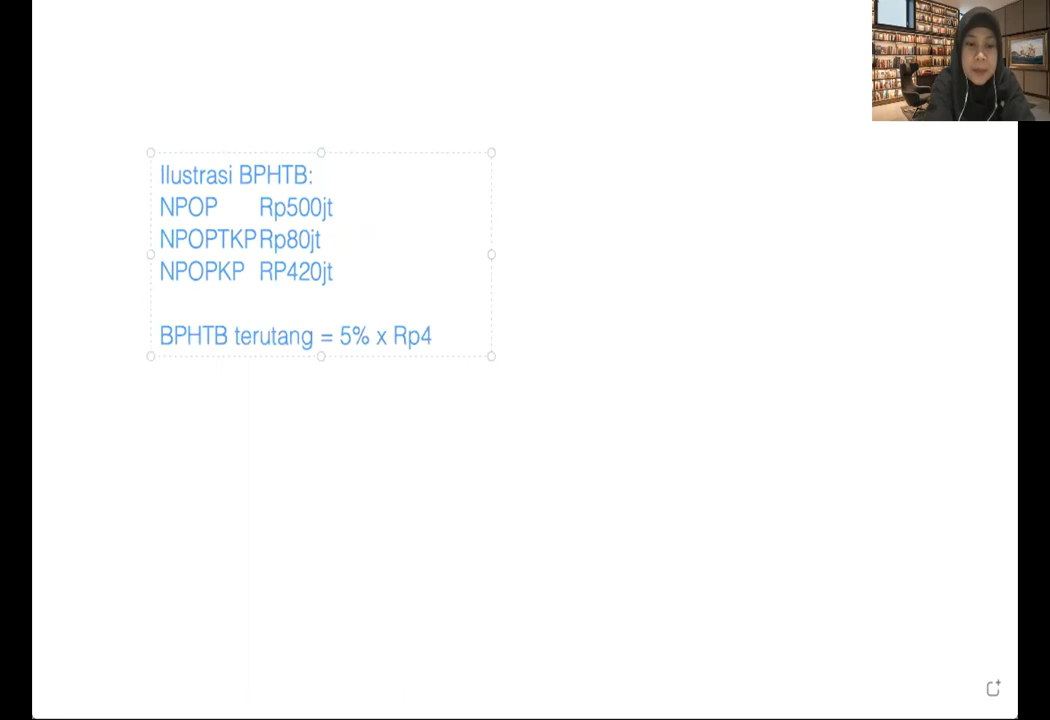 Ilustrasi BPHTB:
NPOP Rp500jt
NPOPTKP Rp80jt
NPOPKP RP420jt
BPHTB terutang = 5% x Rp4